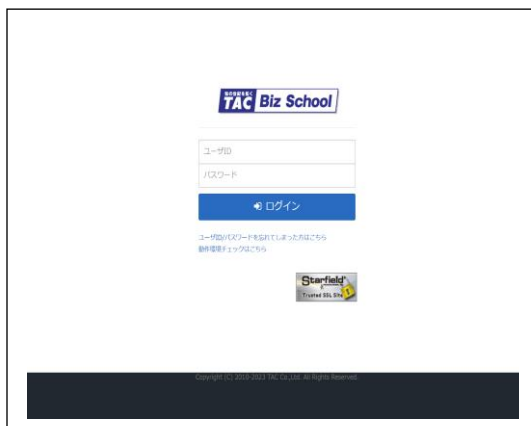 TAC Biz School
ユーザID
パスワード
ログイン
ユーザID/パスワードを忘れてしまった方はこちら
動作環境チェックはこちら
Starfield
Trusted SSL Site
Copyright (C) 2010-2023 TAC Co.,Ltd. All Rights Reserved.